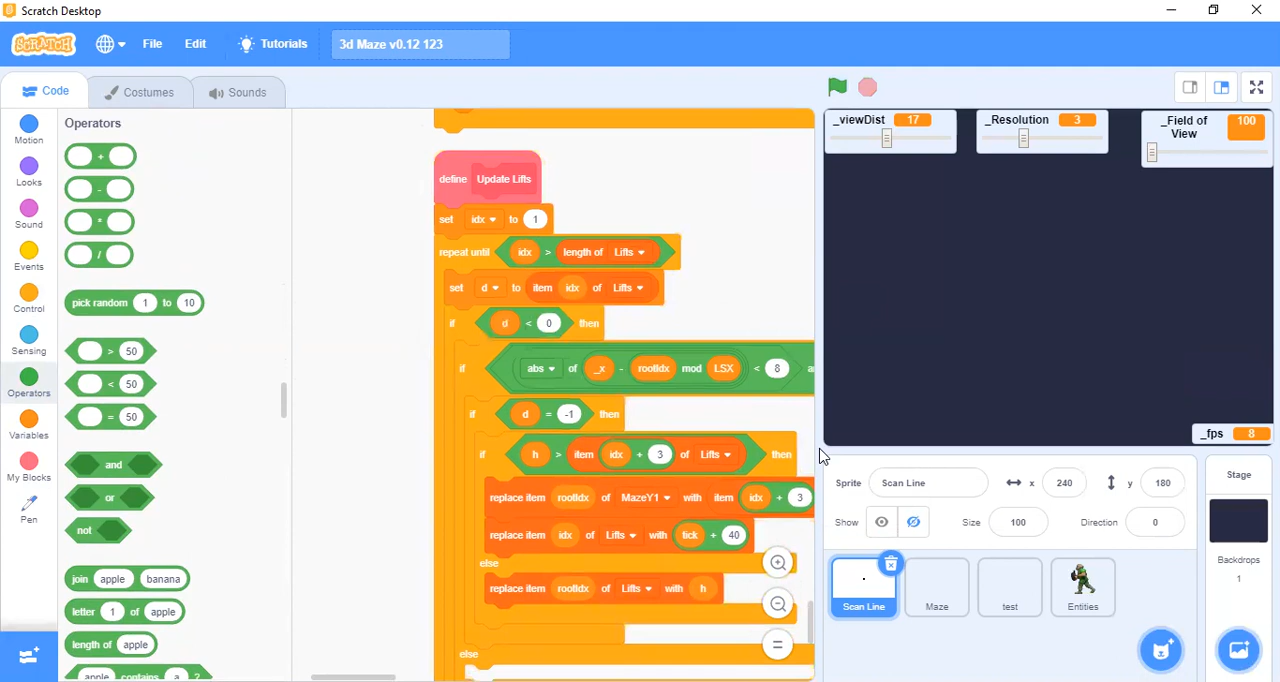 Scratch Desktop
SCRATCH File Edit Tutorials 3d Maze v0.12 123
Code Costumes Sounds
Motion
Looks
Sound
Events
Control
Sensing
Operators
Variables
My Blocks
Pen
Operators
+
-
*
/
pick random 1 to 10
> 50
< 50
= 50
and
or
not
join apple banana
letter 1 of apple
length of apple
apple contains a ?
define Update Lifts
set idx to 1
repeat until idx > length of Lifts
set d to item idx of Lifts
if d < 0 then
if abs of _x - rootIdx mod LSX < 8
if d = -1 then
if h > item idx + 3 of Lifts then
replace item rootIdx of MazeY1 with item idx + 3
replace item idx of Lifts with tick + 40
else
replace item rootIdx of Lifts with h
else
_viewDist 17
_Resolution 3
_Field of View 100
_fps 8
Sprite Scan Line x 240 y 180
Show Size 100 Direction 0
Scan Line
Maze
test
Entities
Stage
Backdrops
1